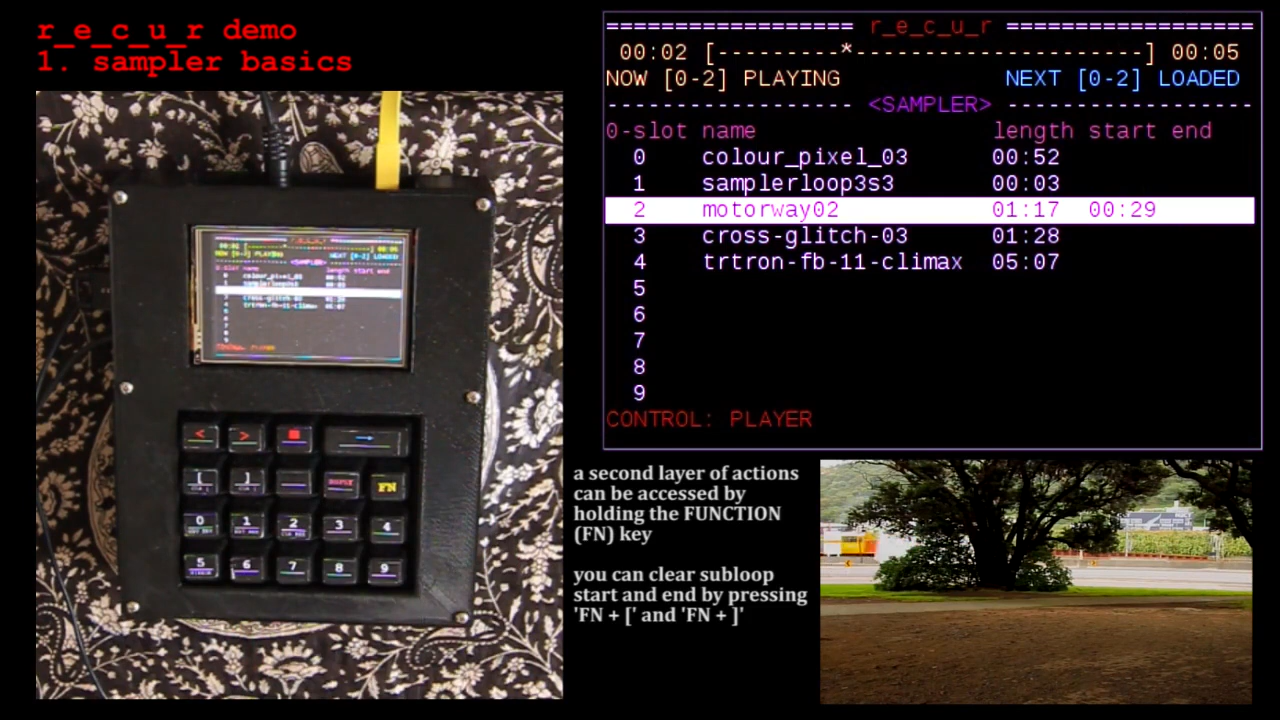 r_e_c_u_r demo
1. sampler basics
================== r_e_c_u_r ==================
00:02 [---------*----------------------] 00:05
NOW [0-2] PLAYING NEXT [0-2] LOADED
------------------ <SAMPLER> ------------------
0-slot name length start end
0 colour_pixel_03 00:52
1 samplerloop3s3 00:03
2 motorway02 01:17 00:29
3 cross-glitch-03 01:28
4 trtron-fb-11-climax 05:07
5
6
7
8
9
CONTROL: PLAYER
< > ■ →
[ ] FN
0 1 2 3 4
5 6 7 8 9
a second layer of actions
can be accessed by
holding the FUNCTION
(FN) key
you can clear subloop
start and end by pressing
'FN + [' and 'FN + ]'